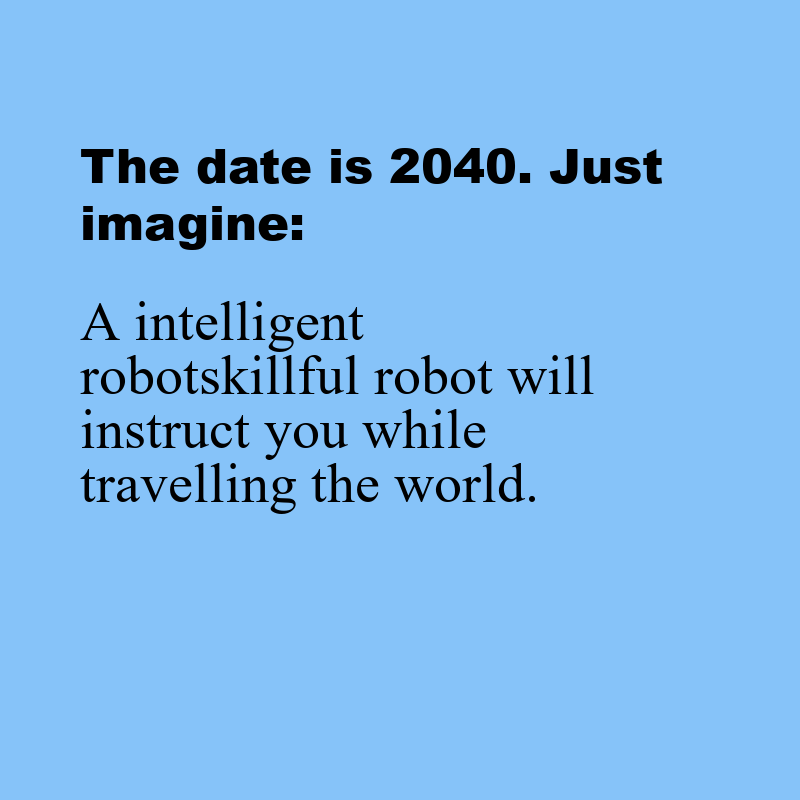 The date is 2040. Just
imagine:
A intelligent
robotskillful robot will
instruct you while
travelling the world.